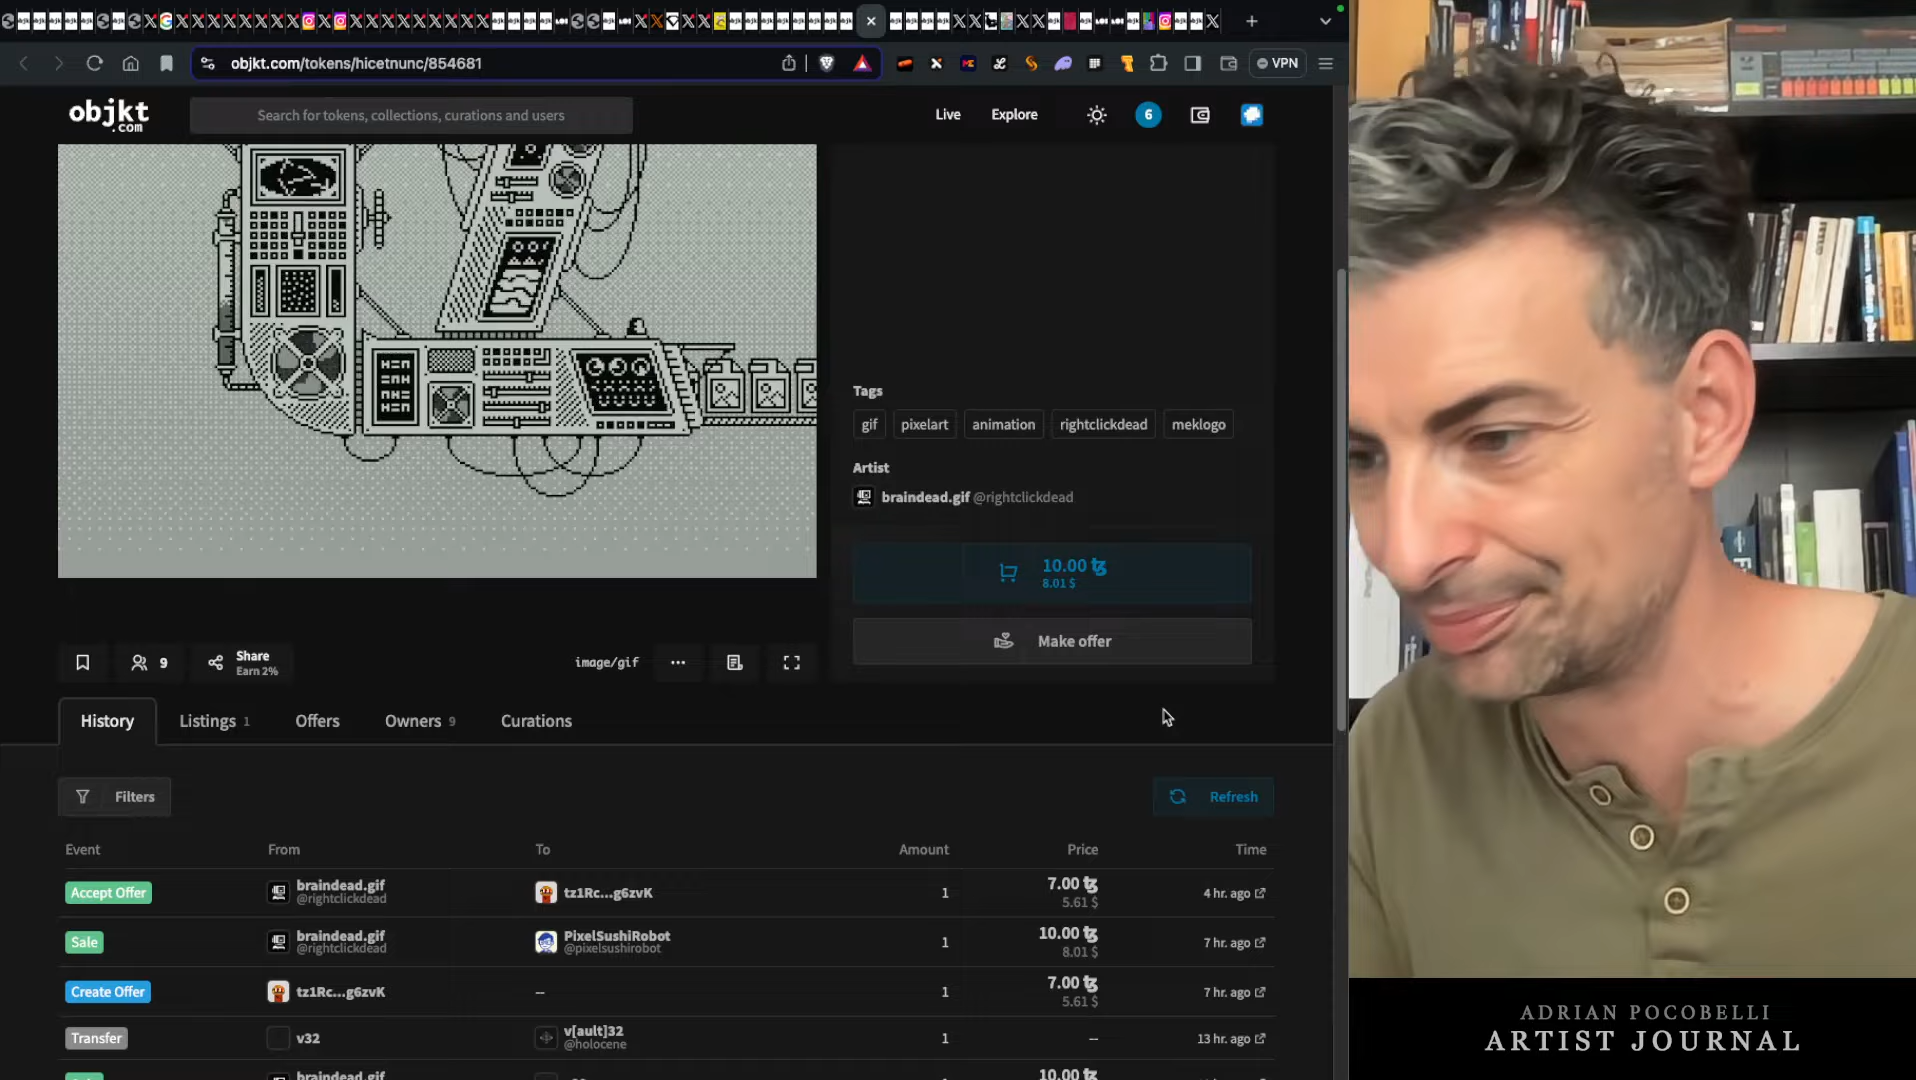 objkt.com/tokens/hicetnunc/854681
VPN
objkt
.com
Search for tokens, collections, curations and users
Live
Explore
6
Tags
gif
pixelart
animation
rightclickdead
meklogo
Artist
braindead.gif @rightclickdead
10.00 ꜩ
8.01 $
Make offer
9
Share
Earn 2%
image/gif
History
Listings 1
Offers
Owners 9
Curations
Filters
Refresh
Event From To Amount Price Time
Accept Offer braindead.gif @rightclickdead tz1Rc...g6zvK 1 7.00 ꜩ 5.61 $ 4 hr. ago
Sale braindead.gif @rightclickdead PixelSushiRobot @pixelsushirobot 1 10.00 ꜩ 8.01 $ 7 hr. ago
Create Offer tz1Rc...g6zvK -- 1 7.00 ꜩ 5.61 $ 7 hr. ago
Transfer v32 v[ault]32 @holocene 1 -- 13 hr. ago
braindead.gif 10.00 ꜩ
ADRIAN POCOBELLI
ARTIST JOURNAL